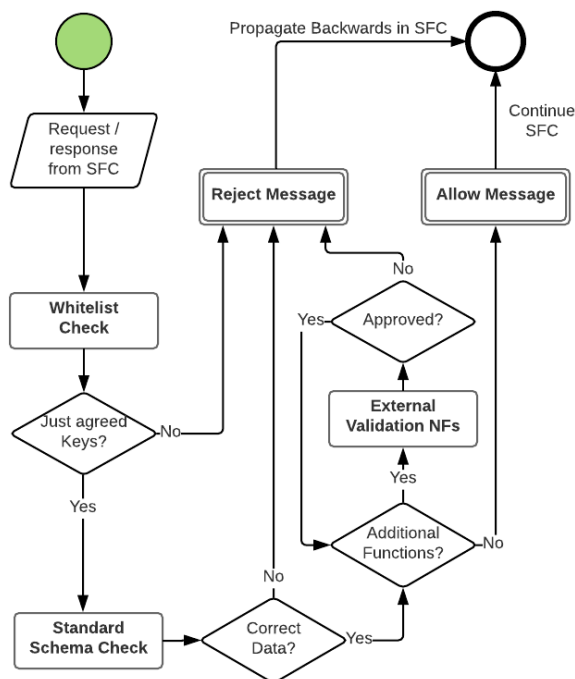 Propagate Backwards in SFC
Request /
response
from SFC
Continue
SFC
Reject Message
Allow Message
Whitelist
Check
No
Yes
Approved?
Just agreed
Keys?
No
External
Validation NFs
Yes
Yes
Additional
Functions?
No
No
Standard
Schema Check
Correct
Data?
Yes